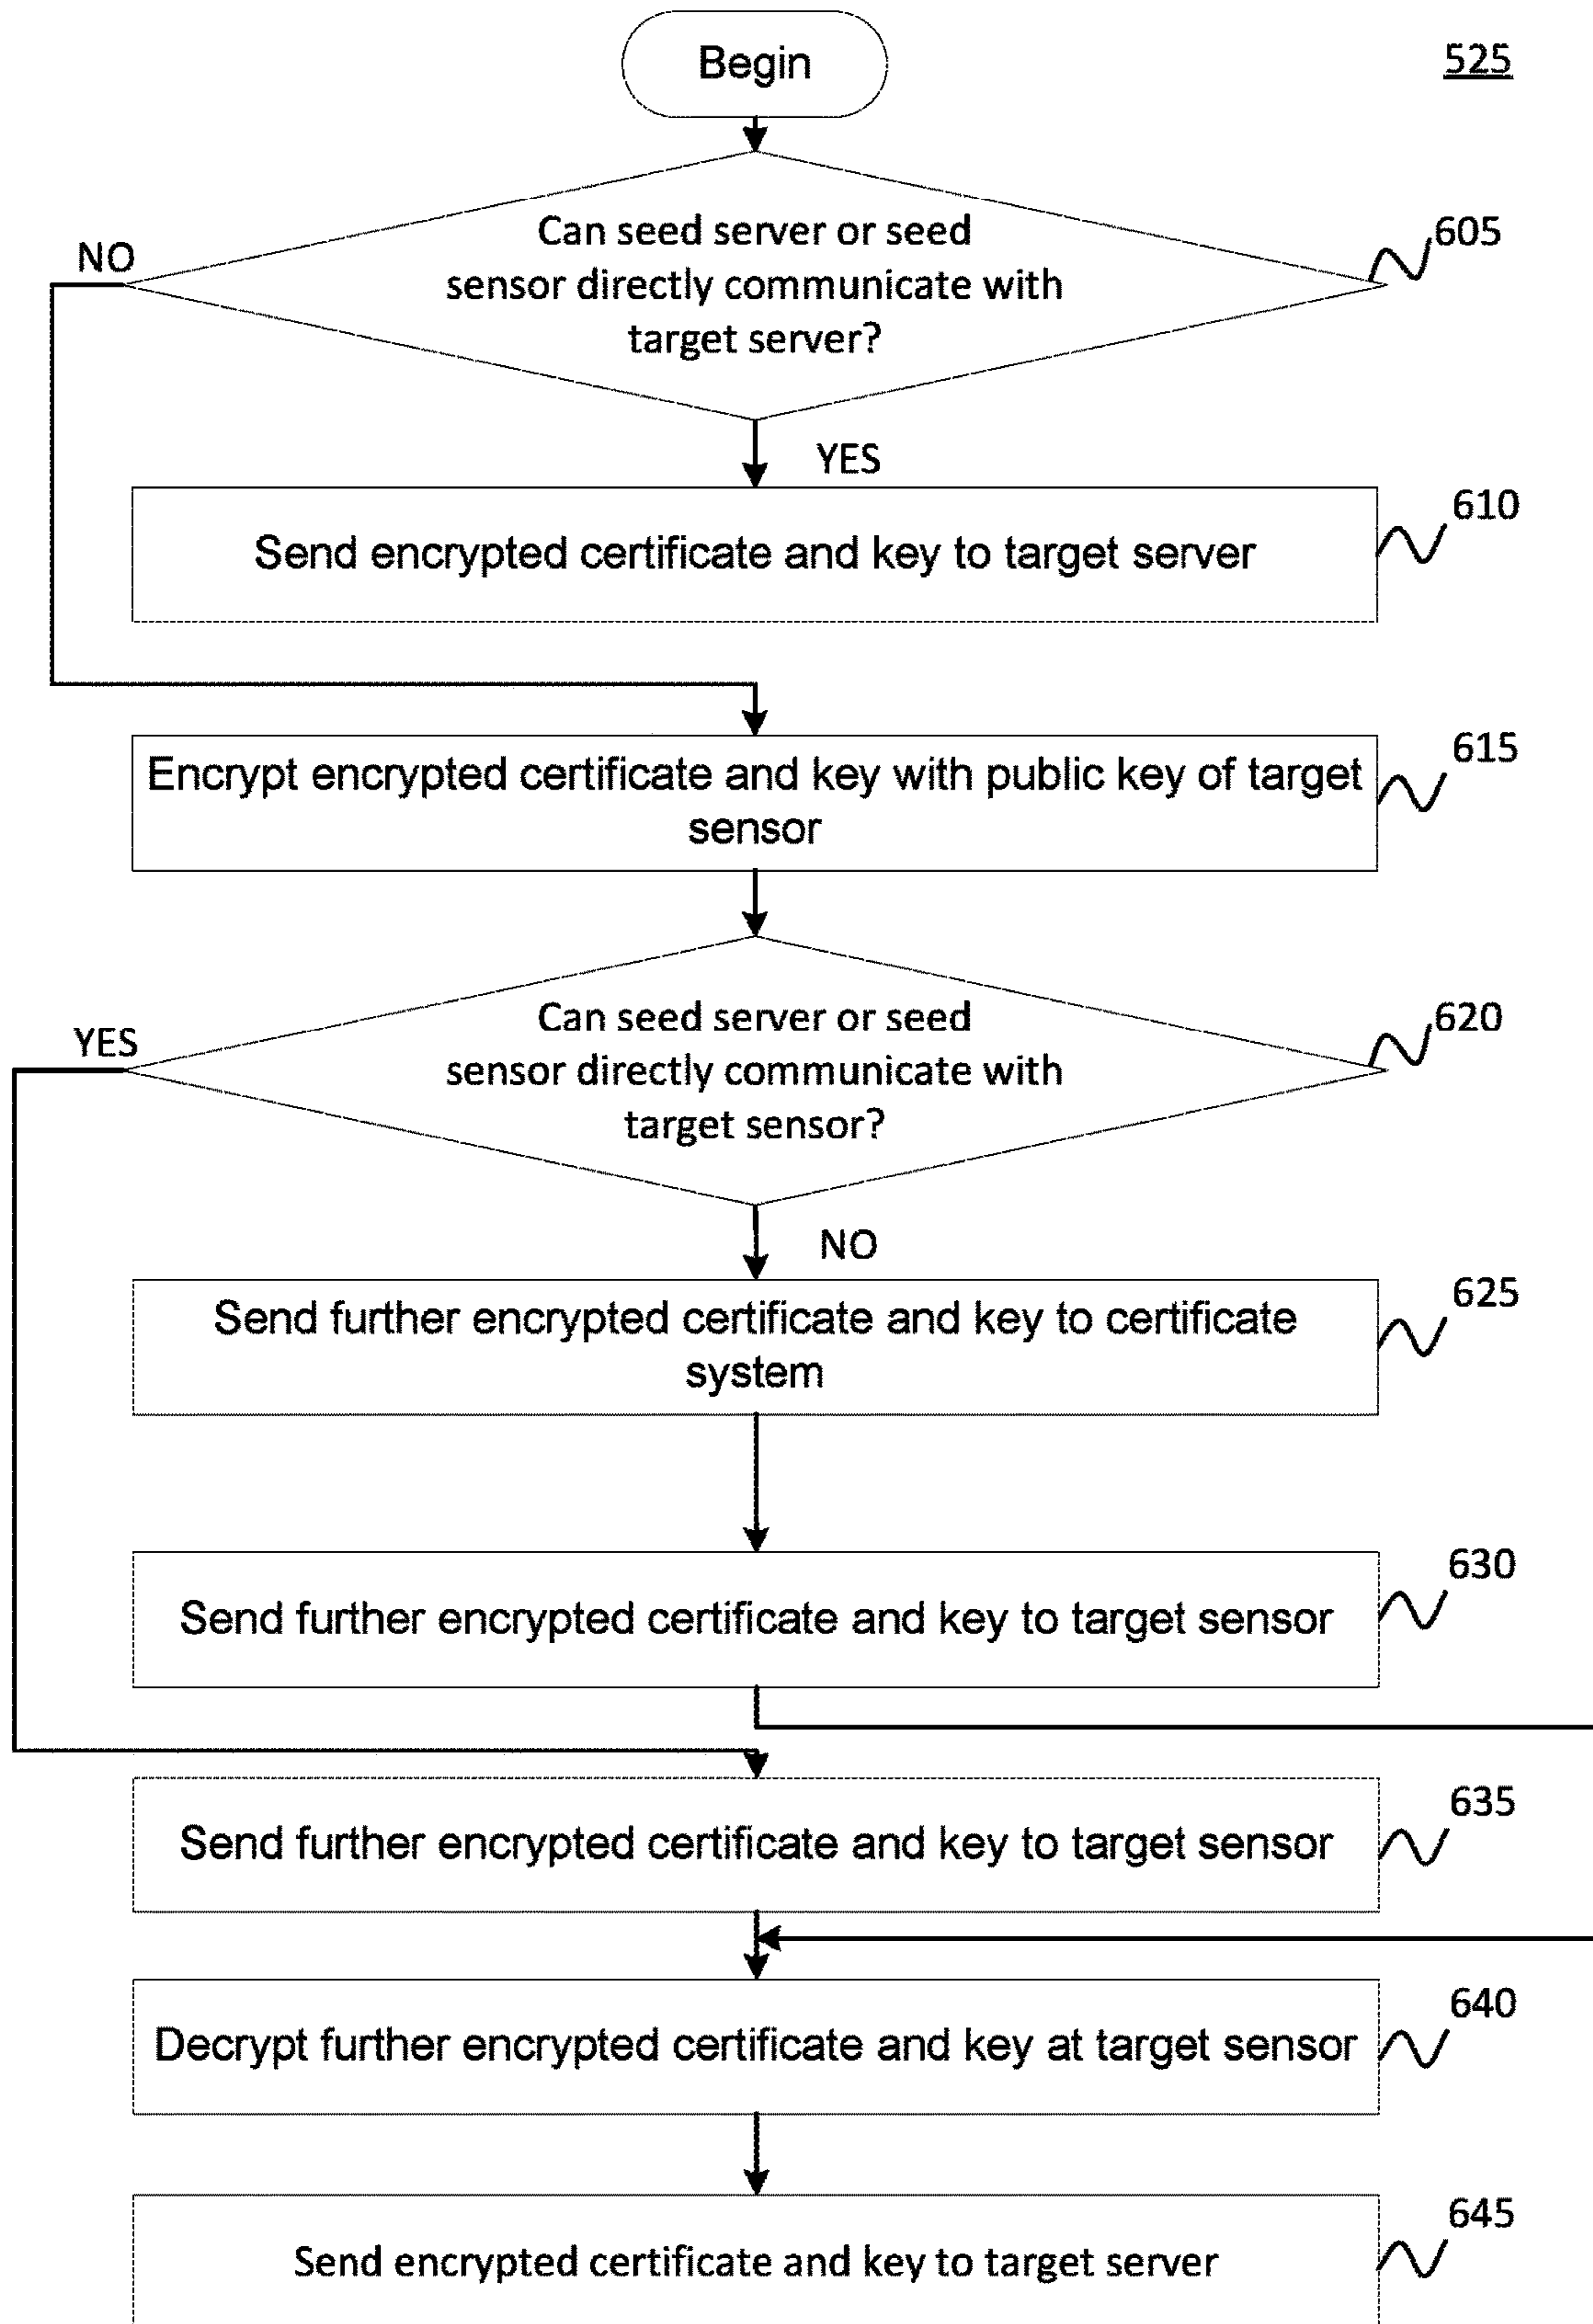 Begin
525
Can seed server or seed
sensor directly communicate with
target server?
605
NO
YES
Send encrypted certificate and key to target server
610
Encrypt encrypted certificate and key with public key of target
sensor
615
Can seed server or seed
sensor directly communicate with
target sensor?
620
YES
NO
Send further encrypted certificate and key to certificate
system
625
Send further encrypted certificate and key to target sensor
630
Send further encrypted certificate and key to target sensor
635
Decrypt further encrypted certificate and key at target sensor
640
Send encrypted certificate and key to target server
645